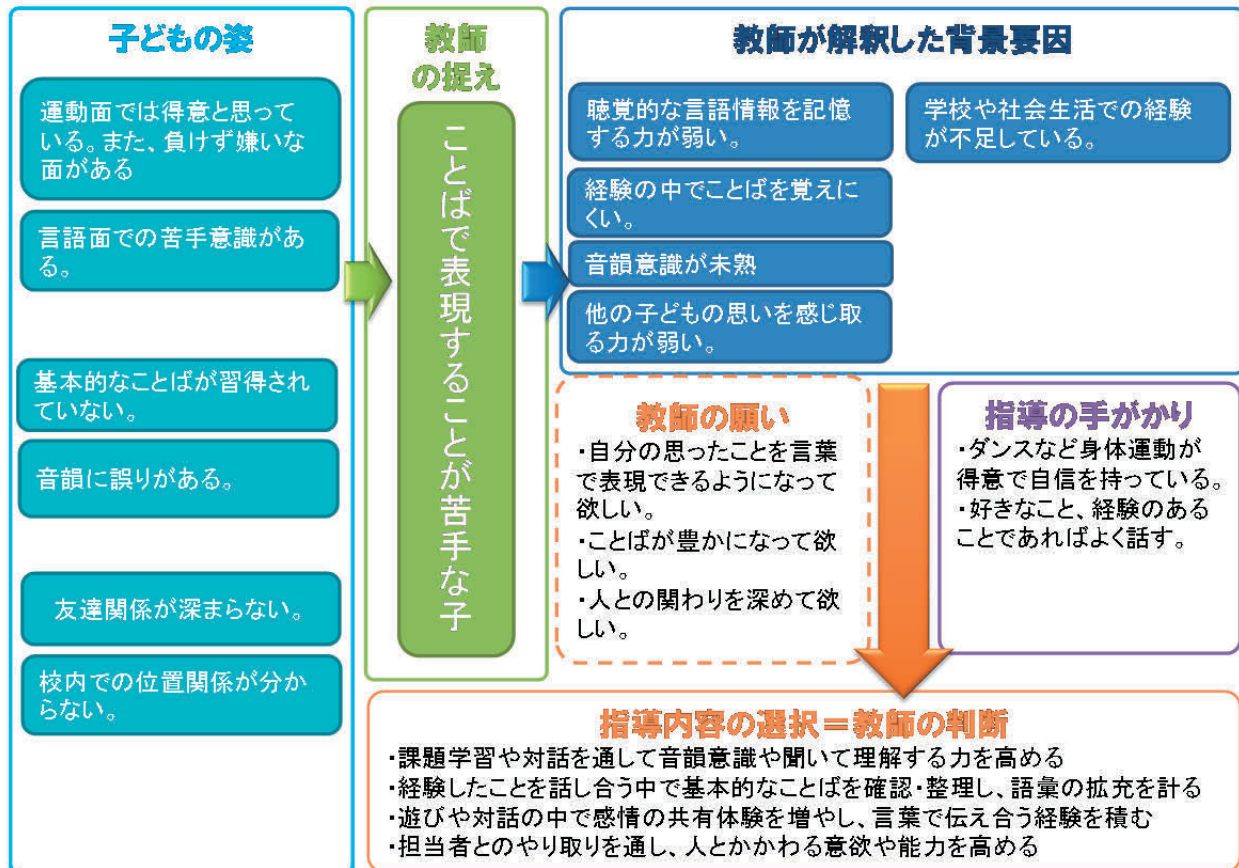 子どもの姿
運動面では得意と思って
いる。また、負けず嫌いな
面がある
言語面での苦手意識があ
る。
基本的なことばが習得され
ていない。
音韻に誤りがある。
友達関係が深まらない。
校内での位置関係が分か
らない。
教師
の捉え
ことばで表現することが苦手な子
教師が解釈した背景要因
聴覚的な言語情報を記憶
する力が弱い。
経験の中でことばを覚えに
くい。
音韻意識が未熟
他の子どもの思いを感じ取
る力が弱い。
学校や社会生活での経験
が不足している。
教師の願い
・自分の思ったことを言葉
で表現できるようになって
欲しい。
・ことばが豊かになって欲
しい。
・人との関わりを深めて欲
しい。
指導の手がかり
・ダンスなど身体運動が
得意で自信を持っている。
・好きなこと、経験のある
ことであればよく話す。
指導内容の選択＝教師の判断
・課題学習や対話を通して音韻意識や聞いて理解する力を高める
・経験したことを話し合う中で基本的なことばを確認・整理し、語彙の拡充を計る
・遊びや対話の中で感情の共有体験を増やし、言葉で伝え合う経験を積む
・担当者とのやり取りを通し、人とかかわる意欲や能力を高める